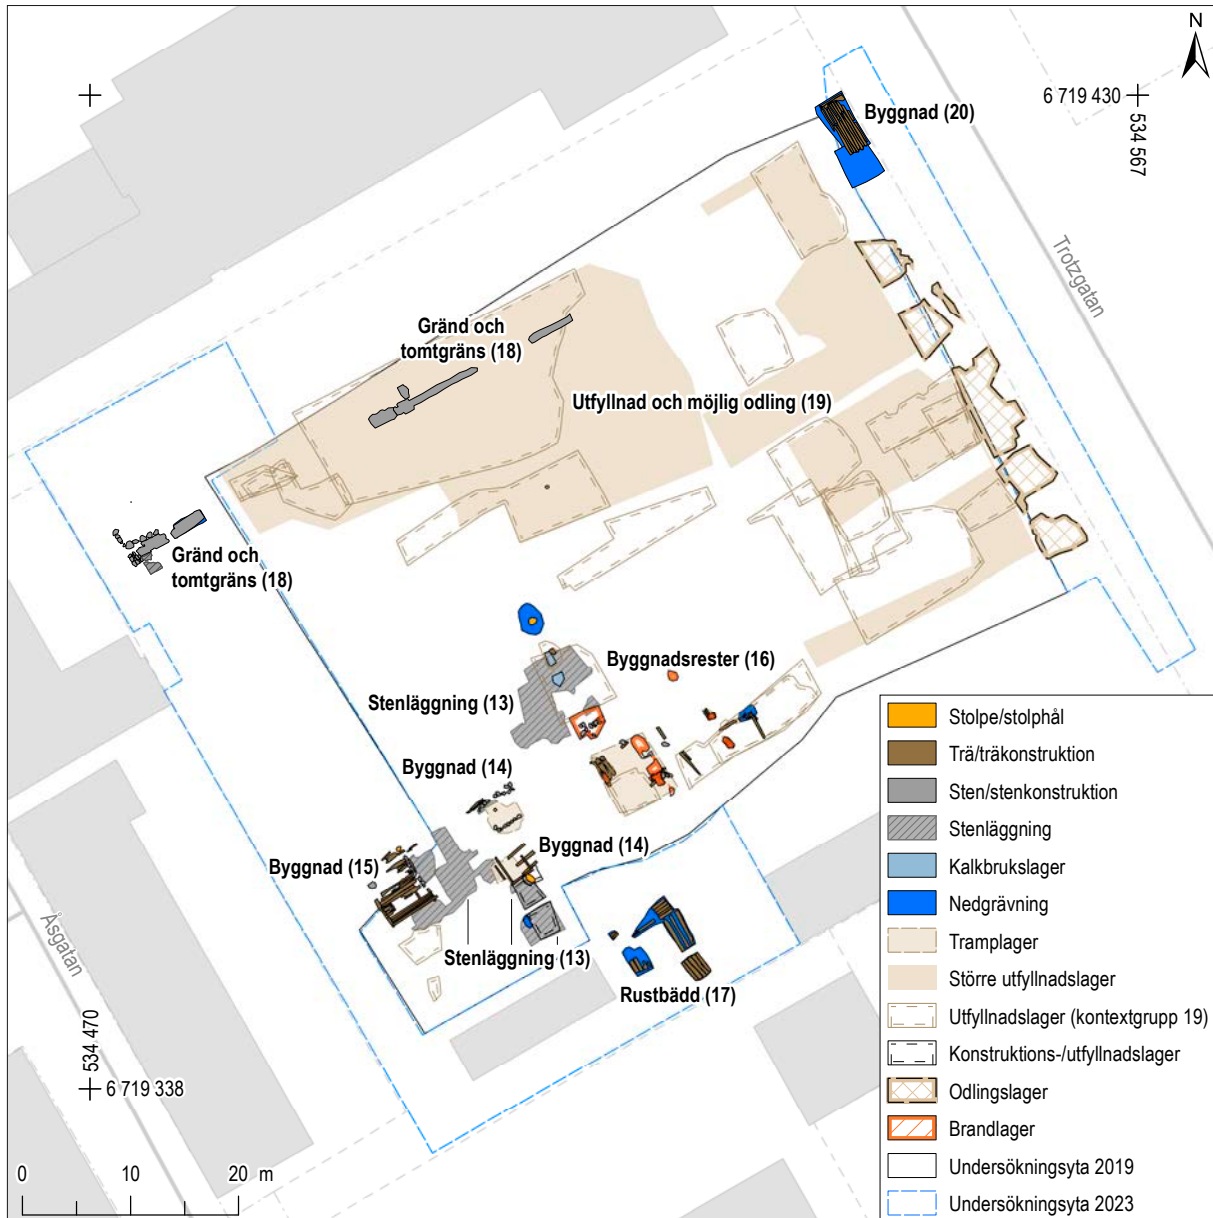 N
6 719 430
534 567
Byggnad (20)
Trotzgatan
Gränd och
tomtgräns (18)
Utfyllnad och möjlig odling (19)
Gränd och
tomtgräns (18)
Byggnadsrester (16)
Stenläggning (13)
Byggnad (14)
Byggnad (14)
Byggnad (15)
Stenläggning (13)
Rustbädd (17)
Åsgatan
534 470
6 719 338
0 10 20 m
Stolpe/stolphål
Trä/träkonstruktion
Sten/stenkonstruktion
Stenläggning
Kalkbrukslager
Nedgrävning
Tramplager
Större utfyllnadslager
Utfyllnadslager (kontextgrupp 19)
Konstruktions-/utfyllnadslager
Odlingslager
Brandlager
Undersökningsyta 2019
Undersökningsyta 2023